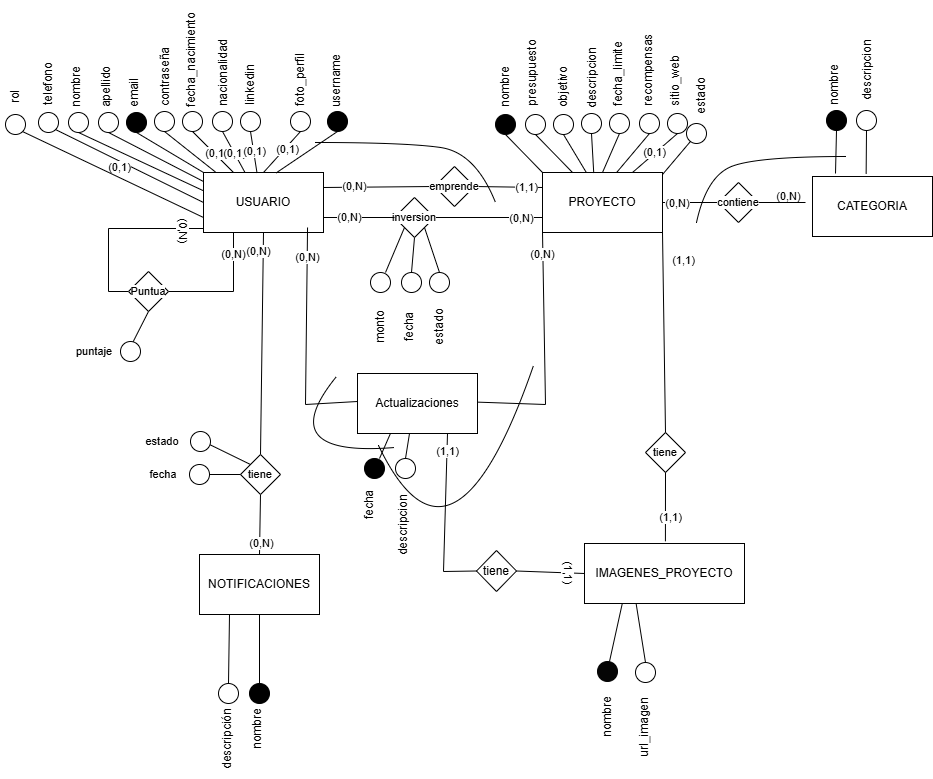 rol
telefono
nombre
apellido
email
contraseña
fecha_nacimiento
nacionalidad
linkedin
foto_perfil
username
nombre
presupuesto
objetivo
descripcion
fecha_limite
recompensas
sitio_web
estado
nombre
descripcion
(0,1)
(0,1)
(0,1)
(0,1)
(0,1)
(0,1)
USUARIO
(0,N)
emprende
(1,1)
PROYECTO
(0,N)
contiene
(0,N)
CATEGORIA
(0,N)
inversion
(0,N)
(0,N)
(0,N)
(0,N)
(0,N)
(0,N)
(1,1)
Puntua
puntaje
monto
fecha
estado
Actualizaciones
(1,1)
fecha
descripcion
estado
fecha
tiene
tiene
(0,N)
(1,1)
NOTIFICACIONES
tiene
(1,1)
IMAGENES_PROYECTO
descripción
nombre
nombre
url_imagen